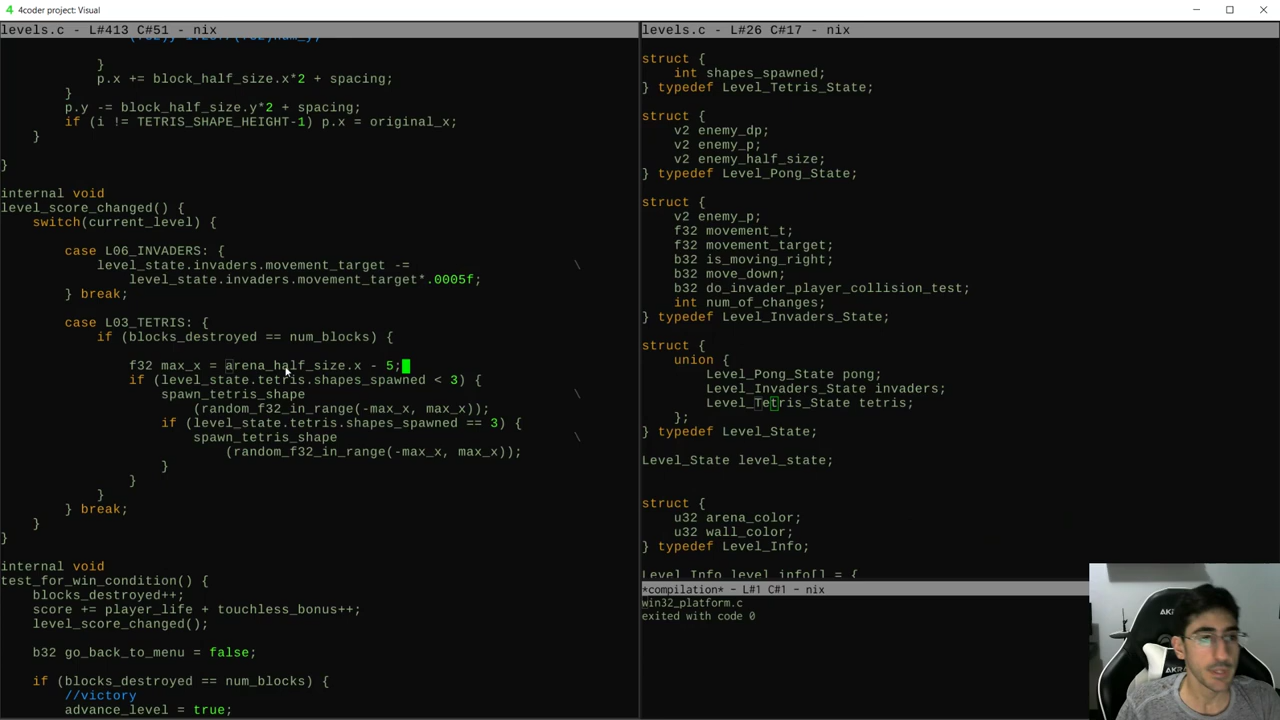 4coder project: Visual
levels.c - L#413 C#51 - nix
}
p.x += block_half_size.x*2 + spacing;
}
p.y -= block_half_size.y*2 + spacing;
if (i != TETRIS_SHAPE_HEIGHT-1) p.x = original_x;
}
}
internal void
level_score_changed() {
switch(current_level) {
case L06_INVADERS: {
level_state.invaders.movement_target -= \
level_state.invaders.movement_target*.0005f;
} break;
case L03_TETRIS: {
if (blocks_destroyed == num_blocks) {
f32 max_x = arena_half_size.x - 5;
if (level_state.tetris.shapes_spawned < 3) {
spawn_tetris_shape \
(random_f32_in_range(-max_x, max_x));
if (level_state.tetris.shapes_spawned == 3) {
spawn_tetris_shape \
(random_f32_in_range(-max_x, max_x));
}
}
}
} break;
}
}
internal void
test_for_win_condition() {
blocks_destroyed++;
score += player_life + touchless_bonus++;
level_score_changed();
b32 go_back_to_menu = false;
if (blocks_destroyed == num_blocks) {
//victory
advance_level = true;
levels.c - L#26 C#17 - nix
struct {
int shapes_spawned;
} typedef Level_Tetris_State;
struct {
v2 enemy_dp;
v2 enemy_p;
v2 enemy_half_size;
} typedef Level_Pong_State;
struct {
v2 enemy_p;
f32 movement_t;
f32 movement_target;
b32 is_moving_right;
b32 move_down;
b32 do_invader_player_collision_test;
int num_of_changes;
} typedef Level_Invaders_State;
struct {
union {
Level_Pong_State pong;
Level_Invaders_State invaders;
Level_Tetris_State tetris;
};
} typedef Level_State;
Level_State level_state;
struct {
u32 arena_color;
u32 wall_color;
} typedef Level_Info;
Level_Info level_info[] = {
*compilation* - L#1 C#1 - nix
win32_platform.c
exited with code 0